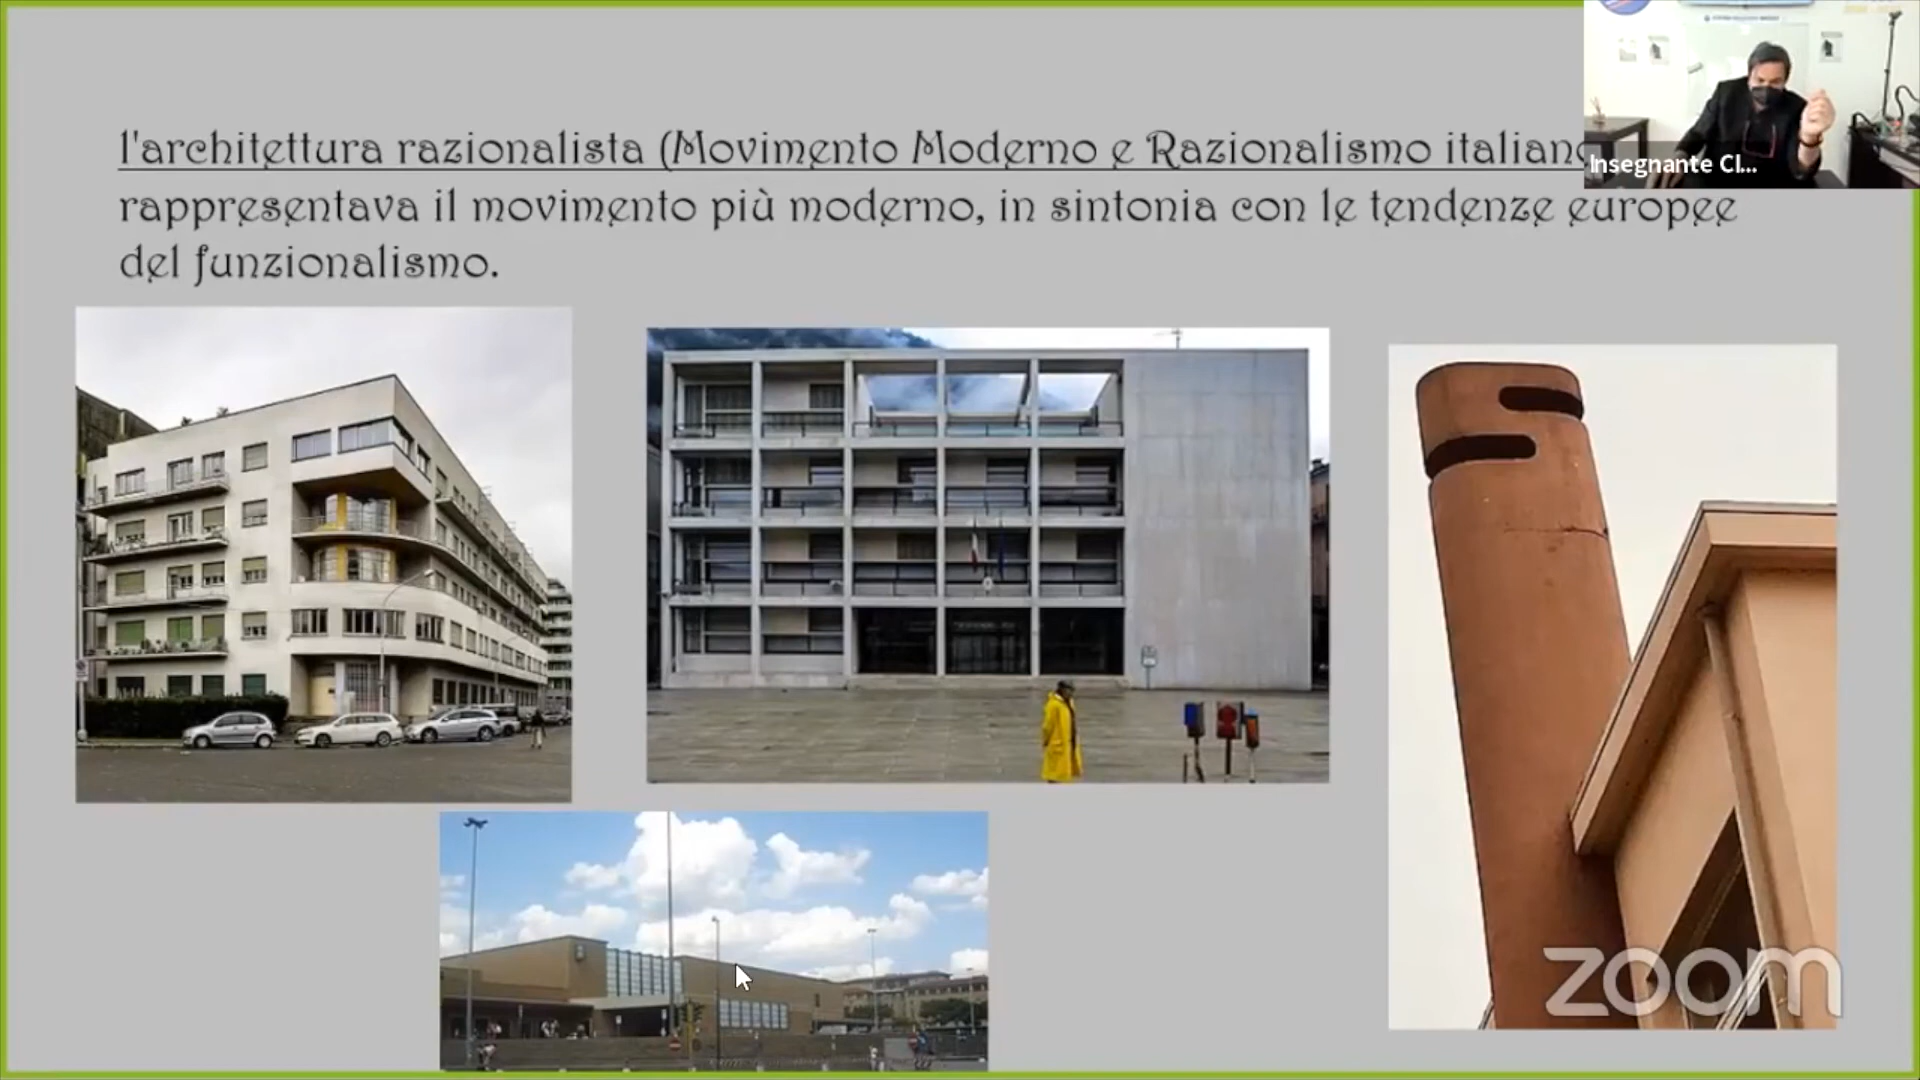 l'architettura razionalista (Movimento Moderno e Razionalismo italian
rappresentava il movimento più moderno, in sintonia con le tendenze europee
del funzionalismo.
Insegnante Cl...
zoom